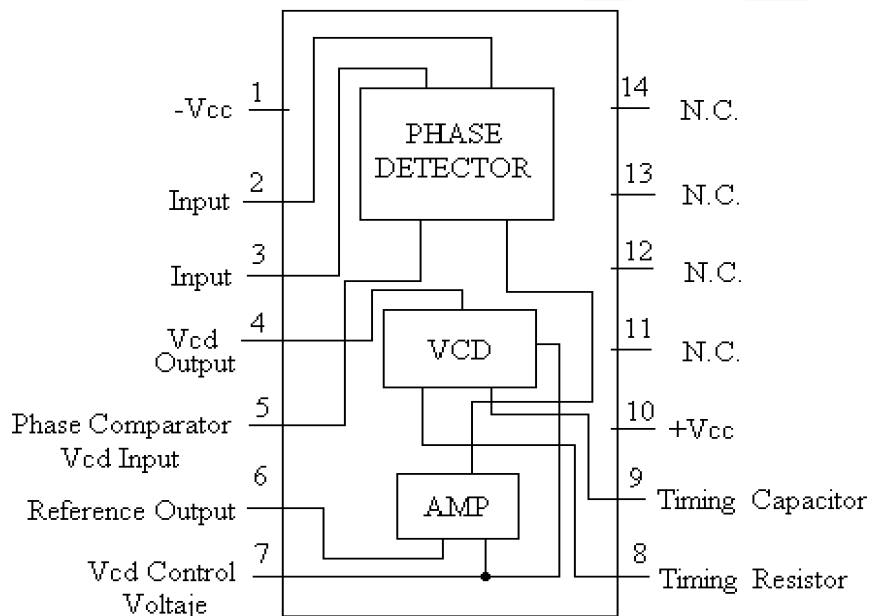 1
-Vcc
2
Input
3
Input
4
Vcd
Output
5
Phase Comparator
Vcd Input
6
Reference Output
7
Vcd Control
Voltaje
PHASE
DETECTOR
VCD
AMP
14
N.C.
13
N.C.
12
N.C.
11
N.C.
10
+Vcc
9
Timing Capacitor
8
Timing Resistor